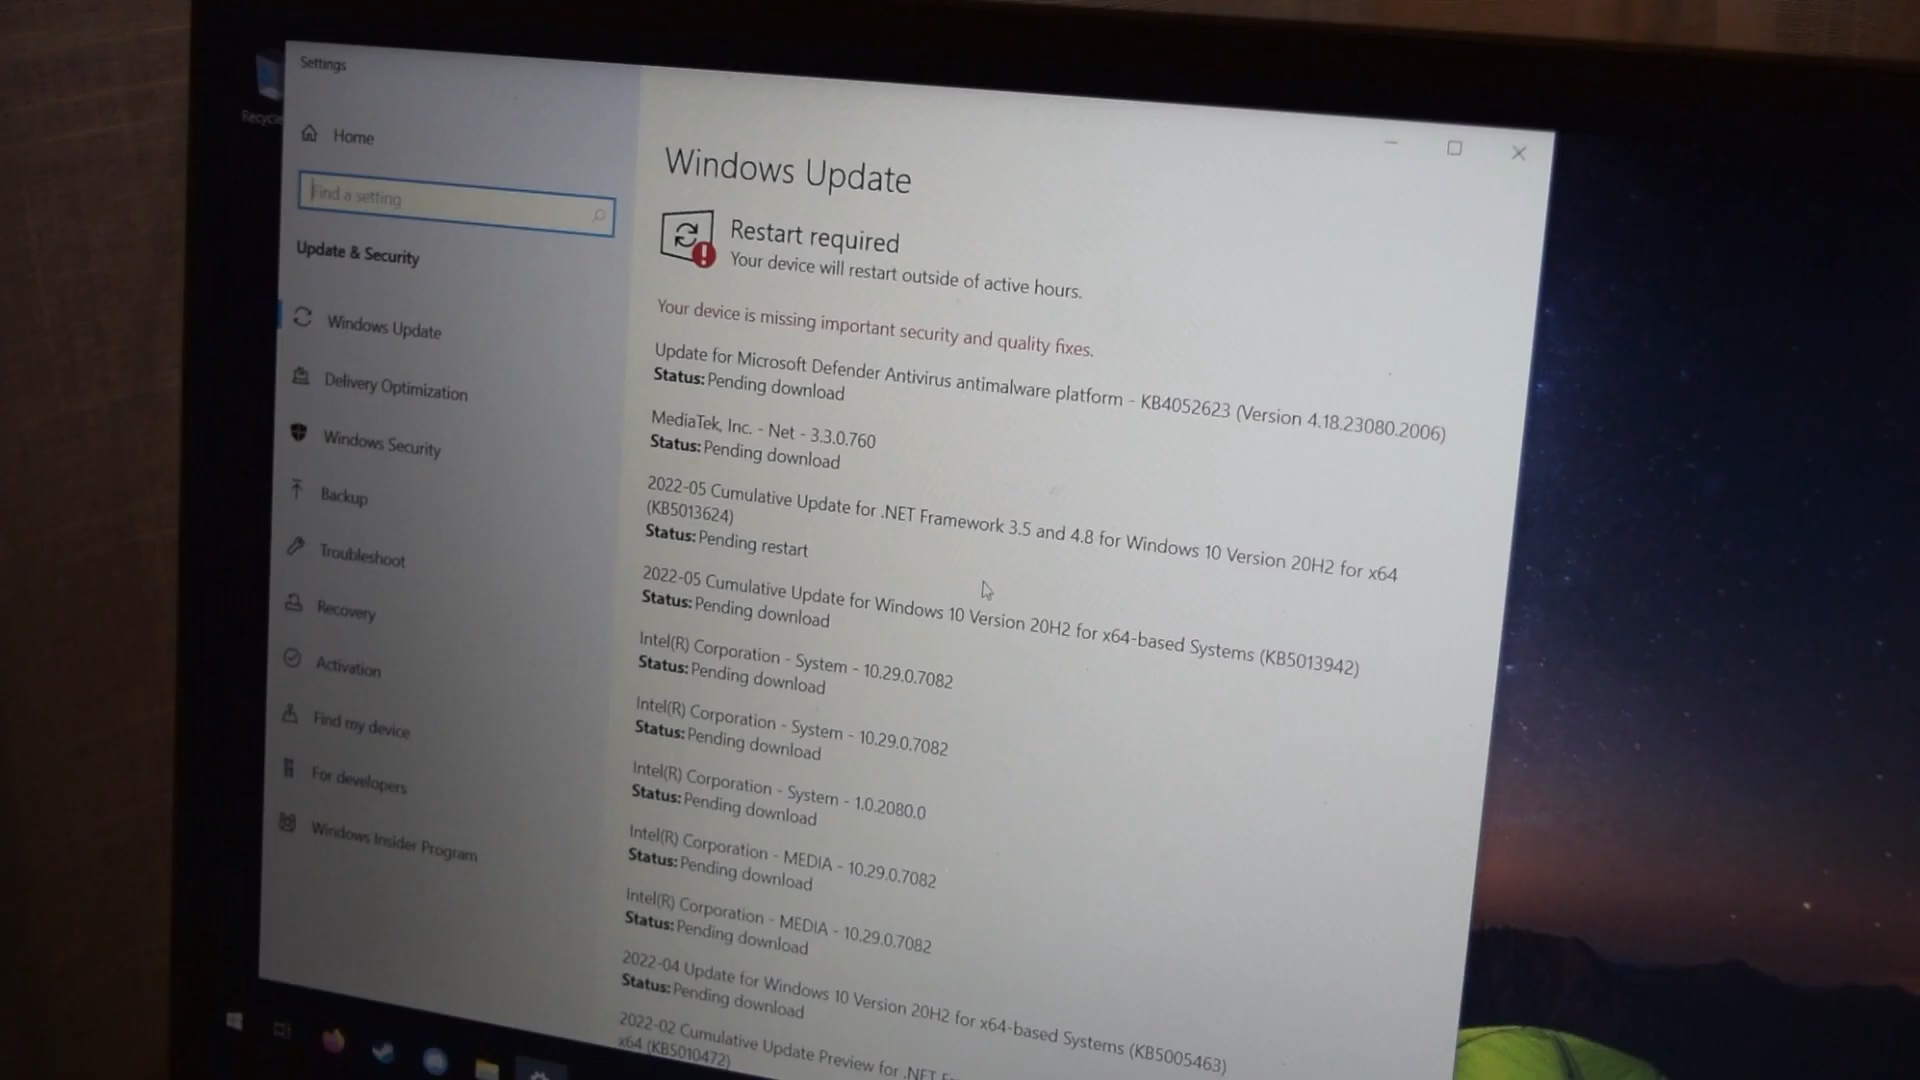 Settings
Recycle
Home
Find a setting
Update & Security
Windows Update
Delivery Optimization
Windows Security
Backup
Troubleshoot
Recovery
Activation
Find my device
For developers
Windows Insider Program
Windows Update
Restart required
Your device will restart outside of active hours.
Your device is missing important security and quality fixes.
Update for Microsoft Defender Antivirus antimalware platform - KB4052623 (Version 4.18.23080.2006)
Status: Pending download
MediaTek, Inc. - Net - 3.3.0.760
Status: Pending download
2022-05 Cumulative Update for .NET Framework 3.5 and 4.8 for Windows 10 Version 20H2 for x64
(KB5013624)
Status: Pending restart
2022-05 Cumulative Update for Windows 10 Version 20H2 for x64-based Systems (KB5013942)
Status: Pending download
Intel(R) Corporation - System - 10.29.0.7082
Status: Pending download
Intel(R) Corporation - System - 10.29.0.7082
Status: Pending download
Intel(R) Corporation - System - 1.0.2080.0
Status: Pending download
Intel(R) Corporation - MEDIA - 10.29.0.7082
Status: Pending download
Intel(R) Corporation - MEDIA - 10.29.0.7082
Status: Pending download
2022-04 Update for Windows 10 Version 20H2 for x64-based Systems (KB5005463)
Status: Pending download
2022-02 Cumulative Update Preview for .NET
x64 (KB5010472)